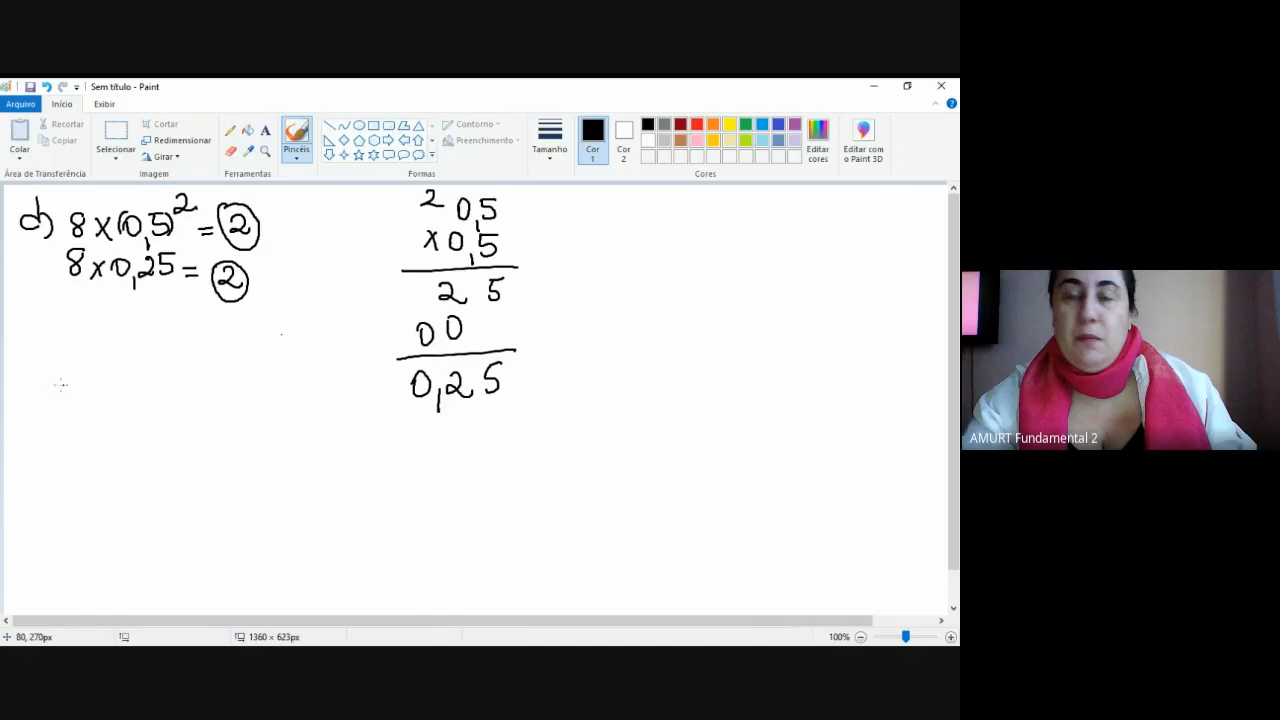 Sem título - Paint
Arquivo Início Exibir
Colar
Recortar
Copiar
Área de Transferência
Selecionar
Cortar
Redimensionar
Girar
Imagem
A
Ferramentas
Pincéis
Contorno
Preenchimento
Formas
Tamanho
Cor 1
Cor 2
Editar cores
Cores
Editar com o Paint 3D
d) 8 x (0,5)² = 2
8 x 0,25 = 2
2 0,5
x 0,5
2 5
0 0
0,25
AMURT Fundamental 2
80, 270px
1360 × 623px
100%